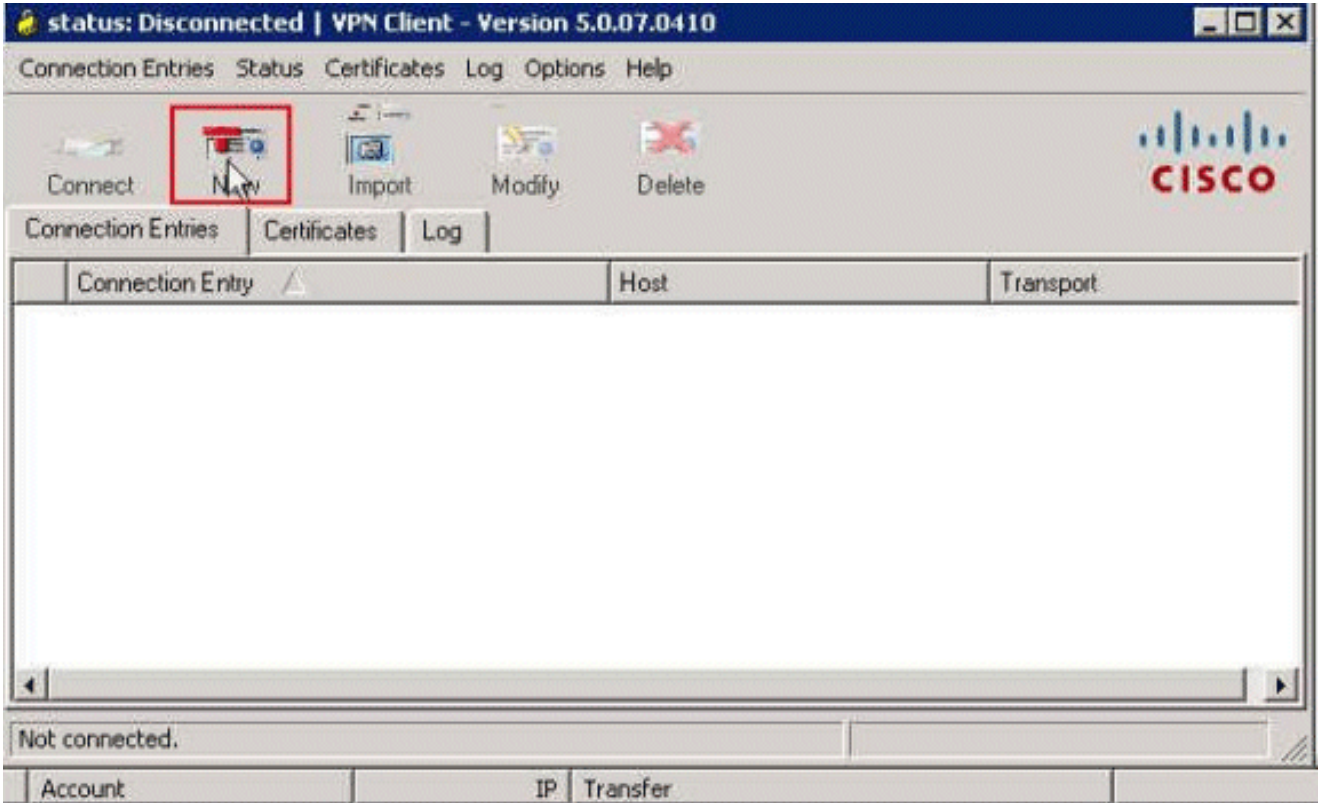 status: Disconnected | VPN Client - Version 5.0.07.0410
Connection Entries Status Certificates Log Options Help
Connect New Import Modify Delete
CISCO
Connection Entries Certificates Log
Connection Entry Host Transport
Not connected.
Account IP Transfer